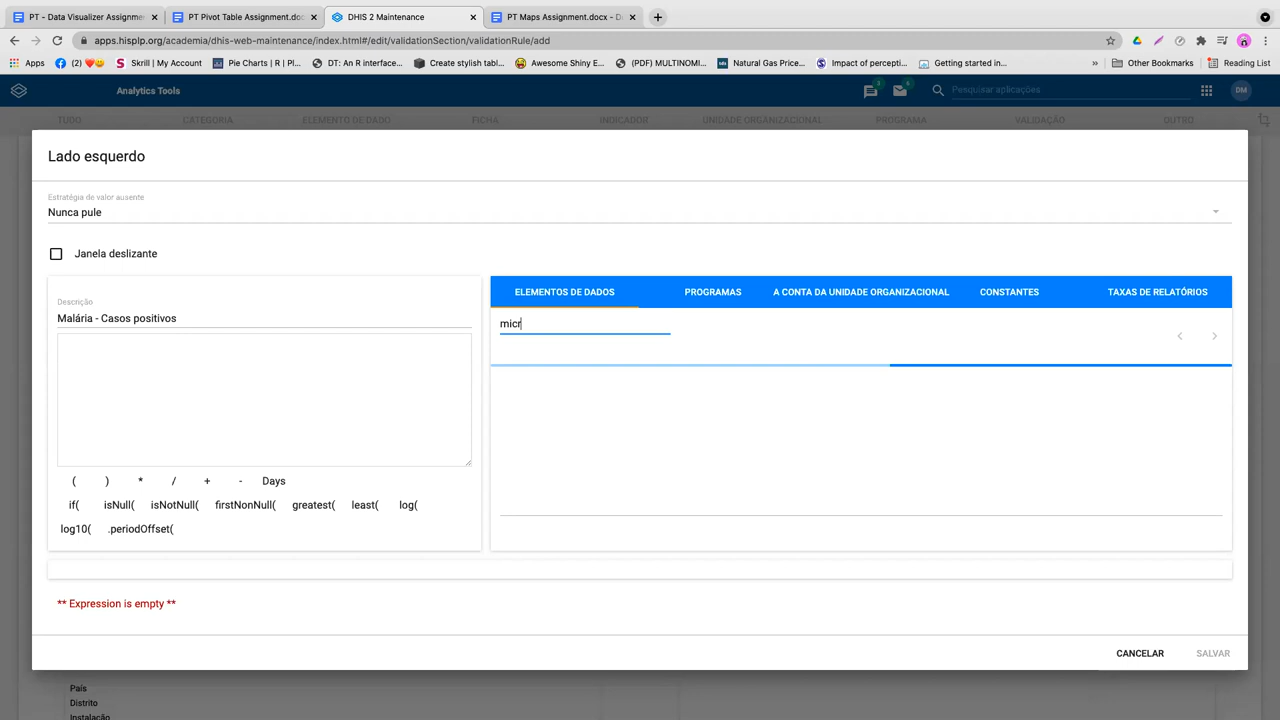 PT - Data Visualizer Assignme
PT Pivot Table Assignment.doc
DHIS 2 Maintenance
PT Maps Assignment.docx - D
apps.hisplp.org/academia/dhis-web-maintenance/index.html#/edit/validationSection/validationRule/add
Apps
(2)
Skrill | My Account
Pie Charts | R | Pl...
DT: An R interface...
Create stylish tabl...
Awesome Shiny E...
(PDF) MULTINOMI...
Natural Gas Price...
Impact of percepti...
Getting started in...
»
Other Bookmarks
Reading List
Analytics Tools
Pesquisar aplicações
DM
TUDO
CATEGORIA
ELEMENTO DE DADO
FICHA
INDICADOR
UNIDADE ORGANIZACIONAL
PROGRAMA
VALIDAÇÃO
OUTRO
Lado esquerdo
Estratégia de valor ausente
Nunca pule
Janela deslizante
Descrição
Malária - Casos positivos
( ) * / + - Days
if( isNull( isNotNull( firstNonNull( greatest( least( log(
log10( .periodOffset(
ELEMENTOS DE DADOS
PROGRAMAS
A CONTA DA UNIDADE ORGANIZACIONAL
CONSTANTES
TAXAS DE RELATÓRIOS
micr
** Expression is empty **
CANCELAR
SALVAR
País
Distrito
Instalação